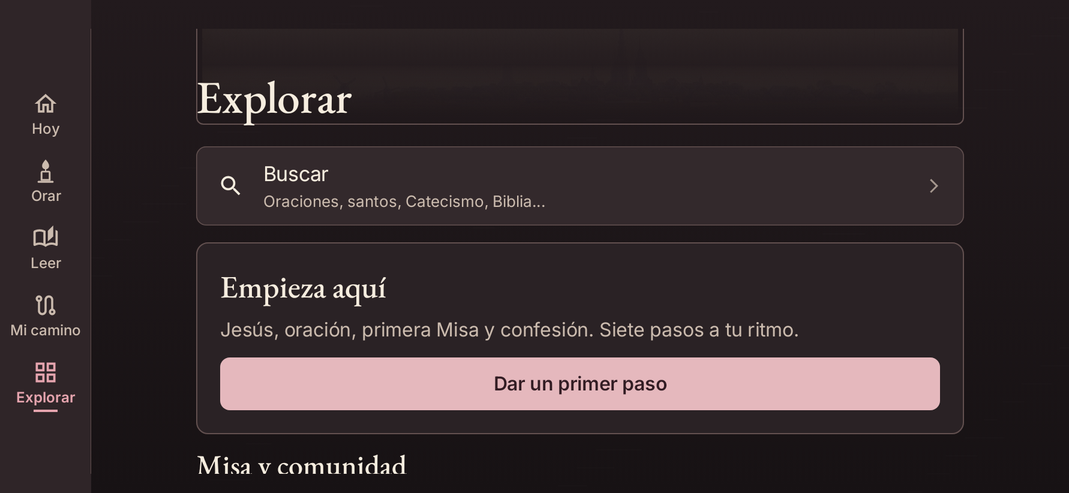 Hoy
Orar
Leer
Mi camino
Explorar
Explorar
Buscar
Oraciones, santos, Catecismo, Biblia...
Empieza aquí
Jesús, oración, primera Misa y confesión. Siete pasos a tu ritmo.
Dar un primer paso
Misa y comunidad